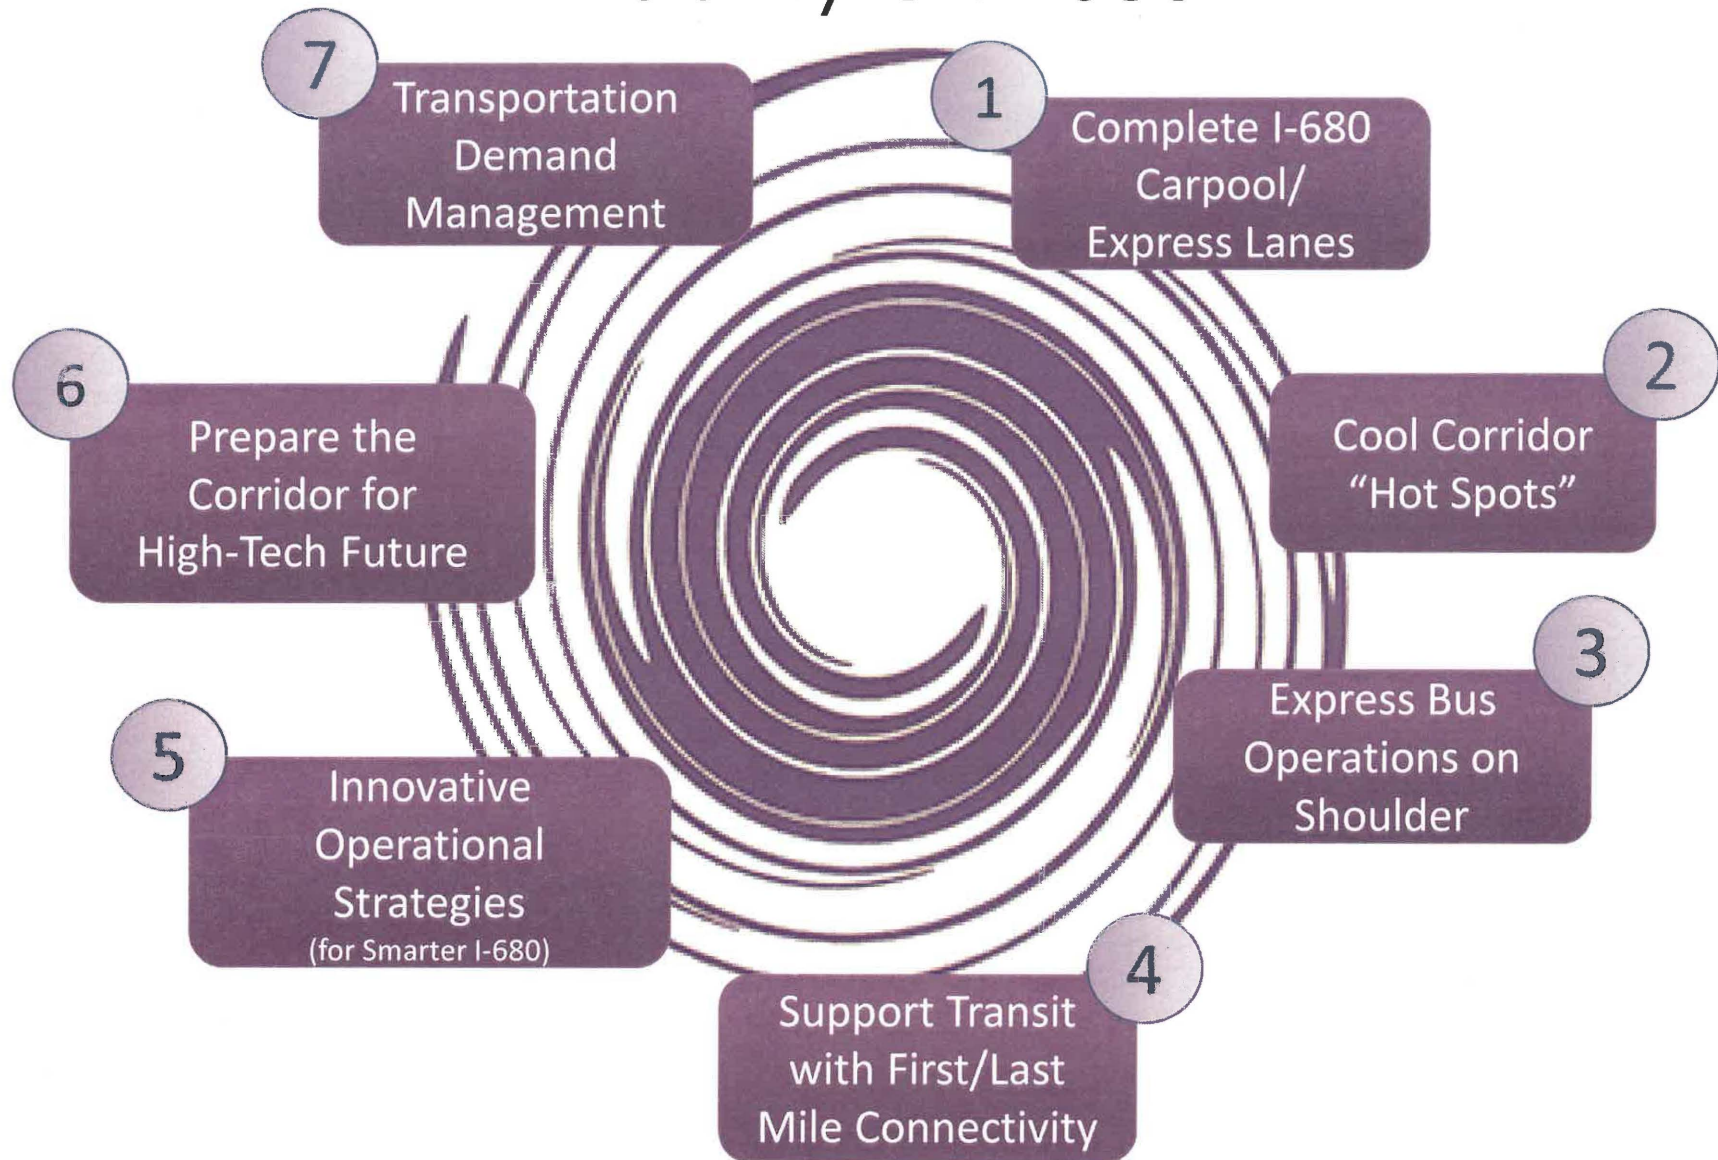 1
Complete I-680
Carpool/
Express Lanes
2
Cool Corridor
“Hot Spots”
3
Express Bus
Operations on
Shoulder
4
Support Transit
with First/Last
Mile Connectivity
5
Innovative
Operational
Strategies
(for Smarter I-680)
6
Prepare the
Corridor for
High-Tech Future
7
Transportation
Demand
Management